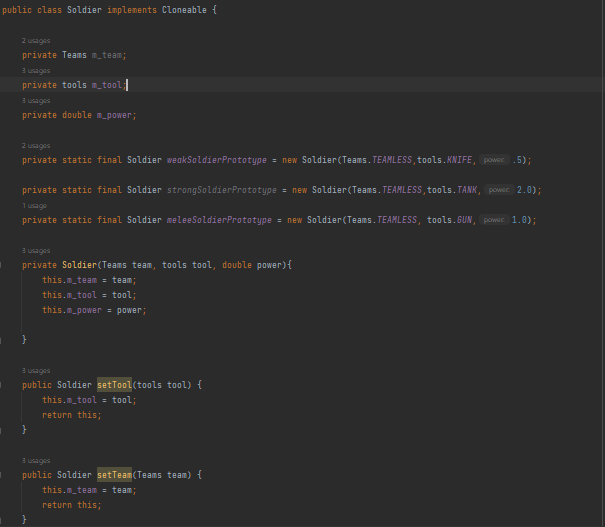 public class Soldier implements Cloneable {
2 usages
private Teams m_team;
3 usages
private tools m_tool;
3 usages
private double m_power;
2 usages
private static final Soldier weakSoldierPrototype = new Soldier(Teams.TEAMLESS,tools.KNIFE, power .5);
private static final Soldier strongSoldierPrototype = new Soldier(Teams.TEAMLESS,tools.TANK, power 2.0);
1 usage
private static final Soldier meleeSoldierPrototype = new Soldier(Teams.TEAMLESS, tools.GUN, power 1.0);
3 usages
private Soldier(Teams team, tools tool, double power){
this.m_team = team;
this.m_tool = tool;
this.m_power = power;
}
3 usages
public Soldier setTool(tools tool) {
this.m_tool = tool;
return this;
}
3 usages
public Soldier setTeam(Teams team) {
this.m_team = team;
return this;
}